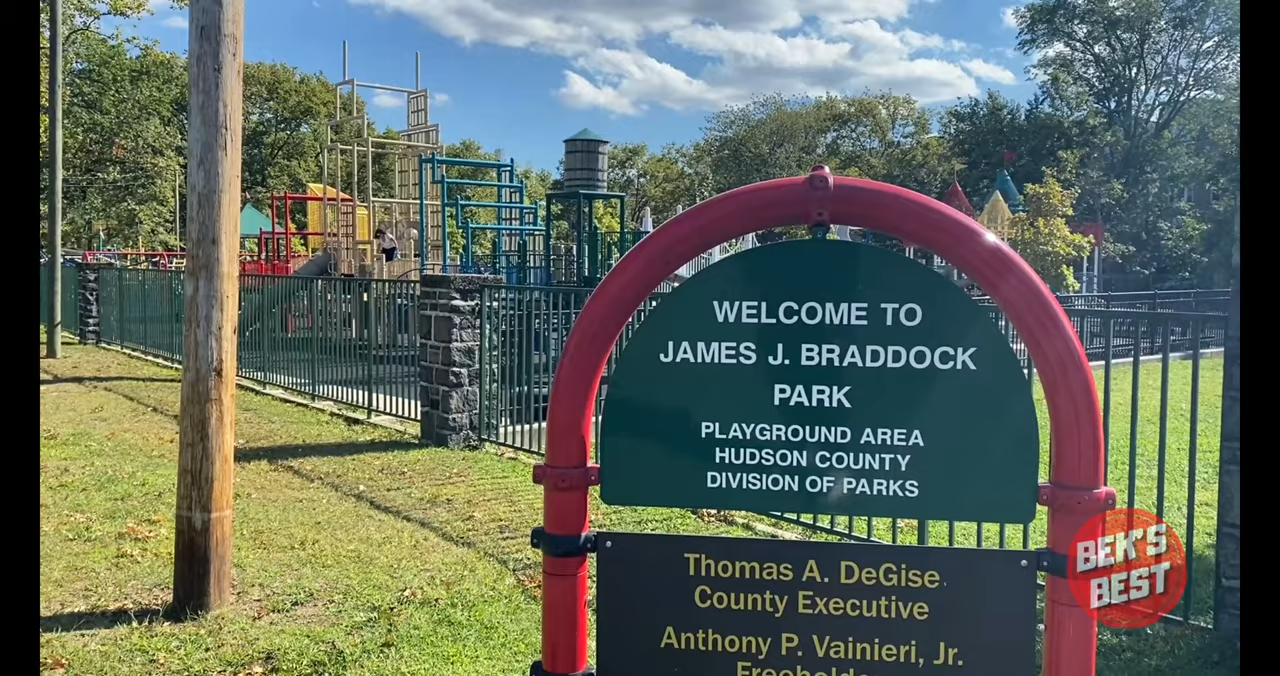 WELCOME TO
JAMES J. BRADDOCK
PARK
PLAYGROUND AREA
HUDSON COUNTY
DIVISION OF PARKS
Thomas A. DeGise
County Executive
Anthony P. Vainieri, Jr.
BEK'S
BEST